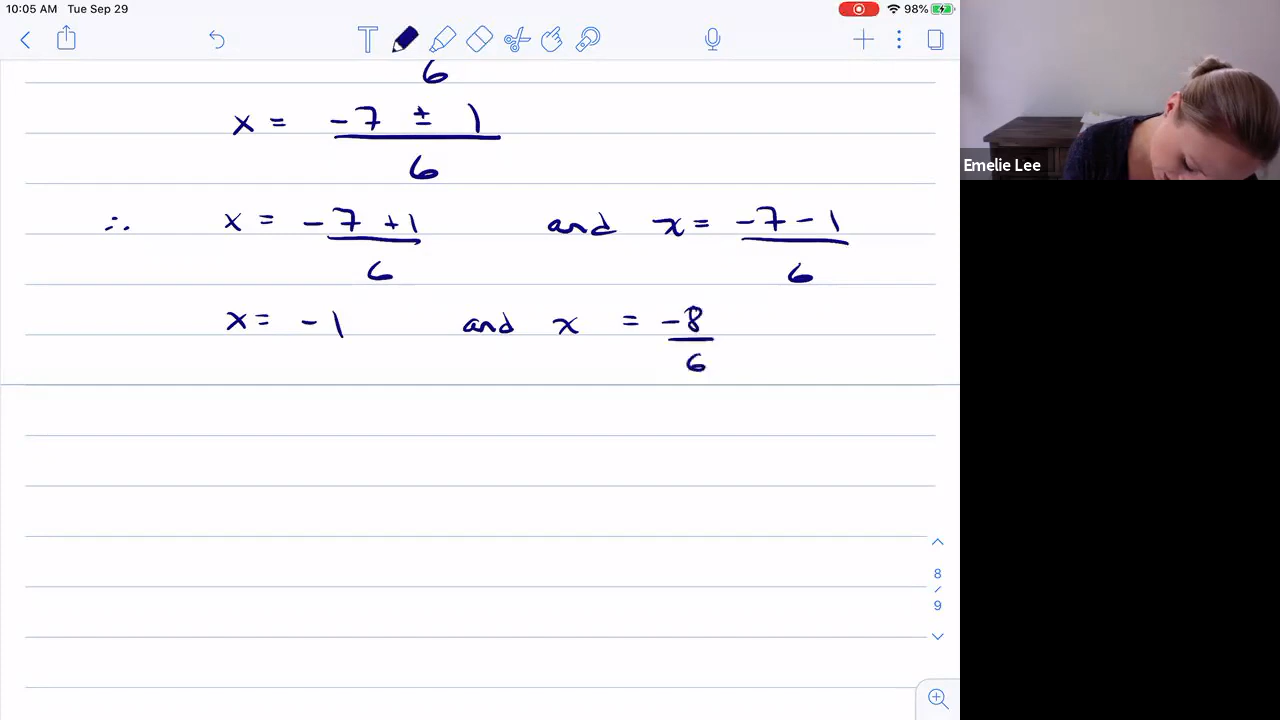 10:05 AM Tue Sep 29 98%
T
6
x = -7 ± 1
6
∴ x = -7 +1 and x = -7 - 1
6 6
x = -1 and x = -8
6
8
/
9
Emelie Lee